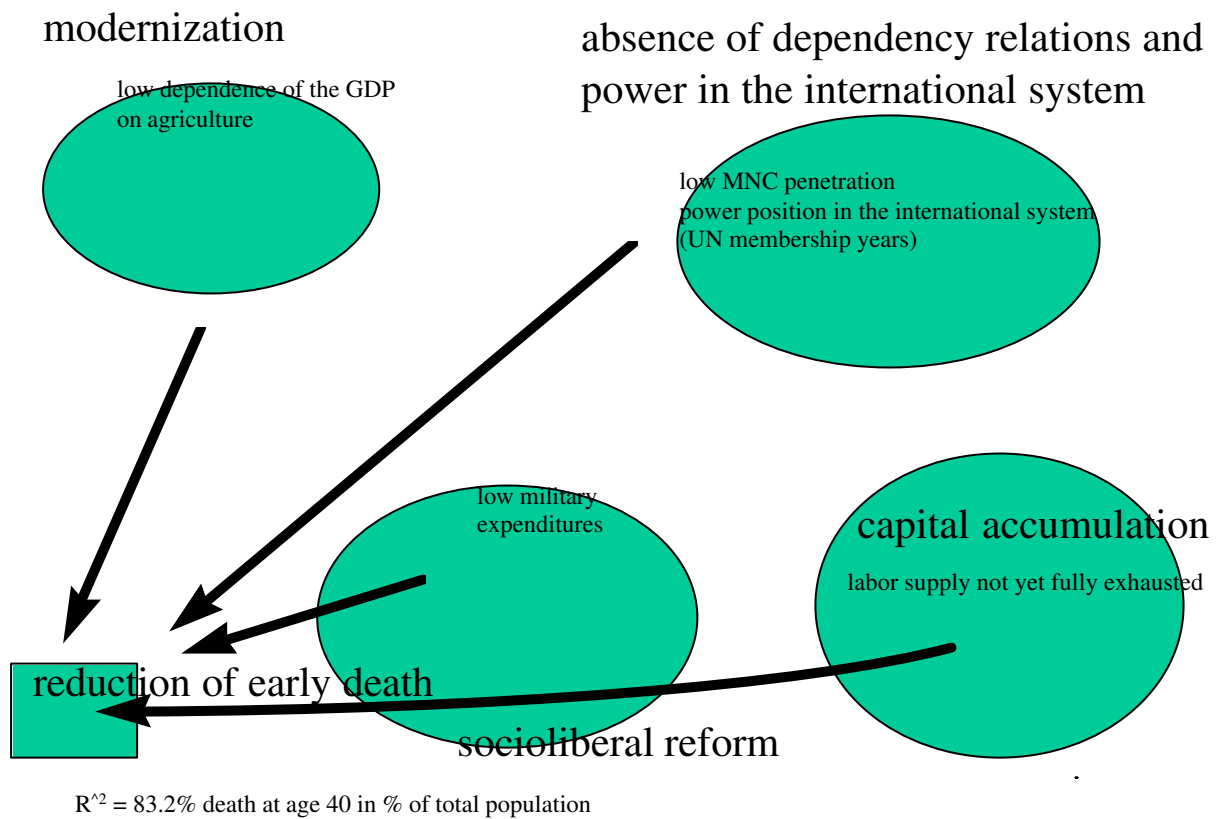 modernization
low dependence of the GDP
on agriculture
absence of dependency relations and
power in the international system
low MNC penetration
power position in the international system
(UN membership years)
low military
expenditures
capital accumulation
labor supply not yet fully exhausted
reduction of early death
socioliberal reform
R^2 = 83.2% death at age 40 in % of total population